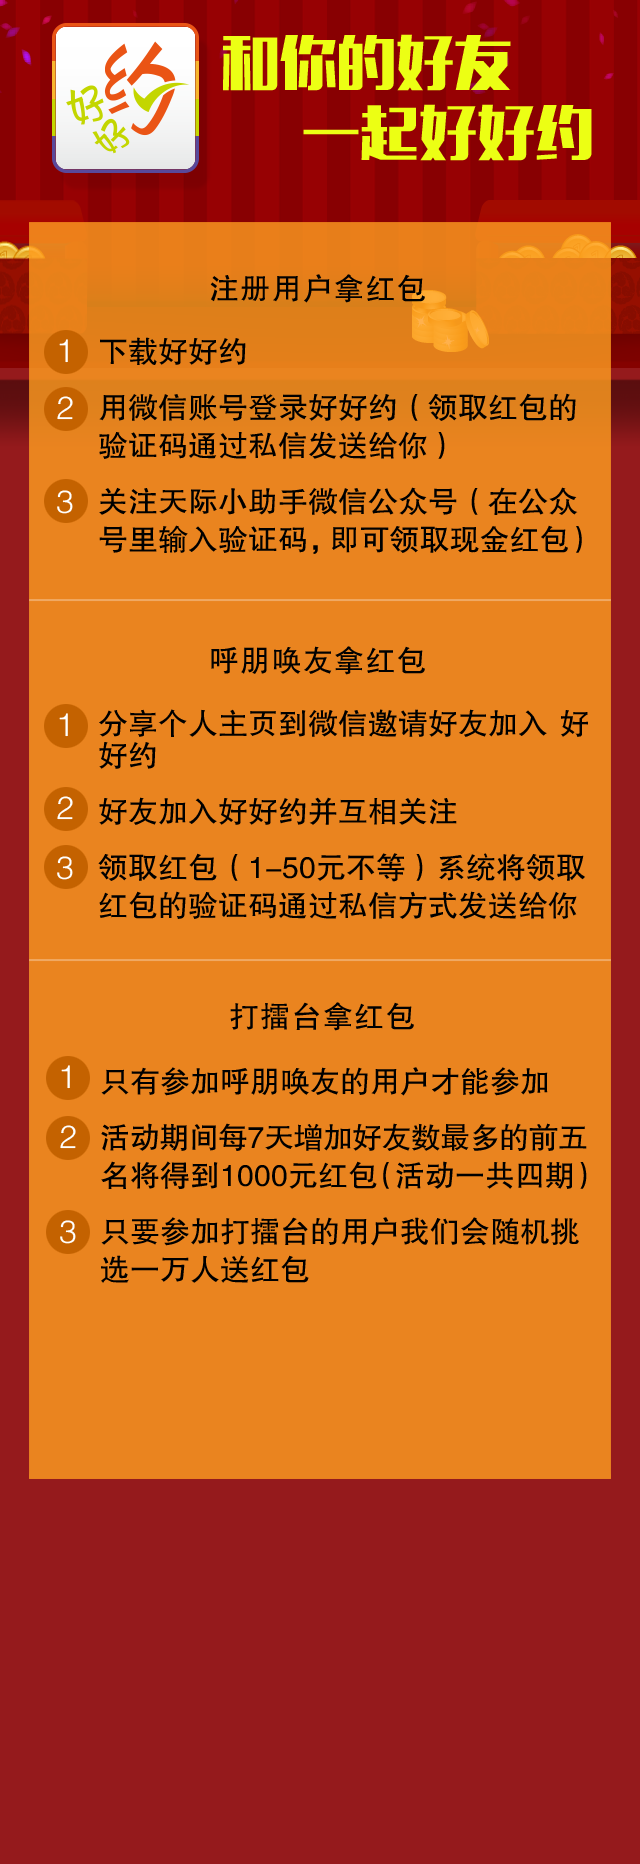 好好约
和你的好友
一起好好约
注册用户拿红包
1 下载好好约
2 用微信账号登录好好约（领取红包的
验证码通过私信发送给你）
3 关注天际小助手微信公众号（在公众
号里输入验证码，即可领取现金红包）
呼朋唤友拿红包
1 分享个人主页到微信邀请好友加入 好
好约
2 好友加入好好约并互相关注
3 领取红包（1-50元不等）系统将领取
红包的验证码通过私信方式发送给你
打擂台拿红包
1 只有参加呼朋唤友的用户才能参加
2 活动期间每7天增加好友数最多的前五
名将得到1000元红包（活动一共四期）
3 只要参加打擂台的用户我们会随机挑
选一万人送红包